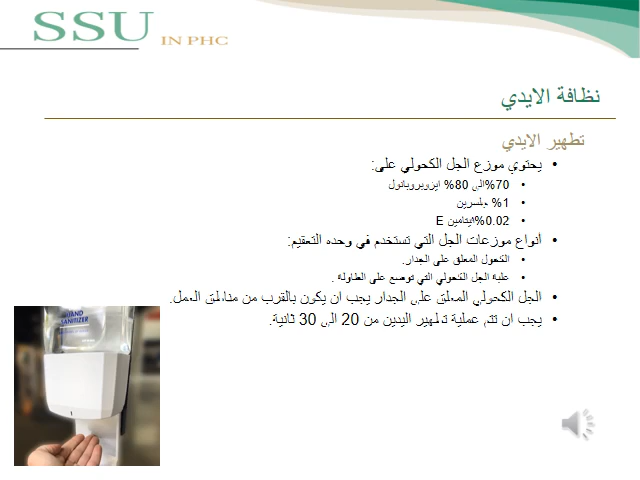 SSU IN PHC
نظافة الايدي
تطهير الايدي
• يحتوي موزع الجل الكحولي على:
• 70%الى 80% ايزوبروبانول
• 1% جلسرين
• 0.02%فيتامين E
• انواع موزعات الجل التي تستخدم في وحده التعقيم:
• الكحول المعلق على الجدار.
• علبه الجل الكحولي التي توضع على الطاولة .
• الجل الكحولي المعلق على الجدار يجب ان يكون بالقرب من مناطق العمل.
• يجب ان تتم عملية تطهير اليدين من 20 الى 30 ثانية.
HAND
SANITIZER